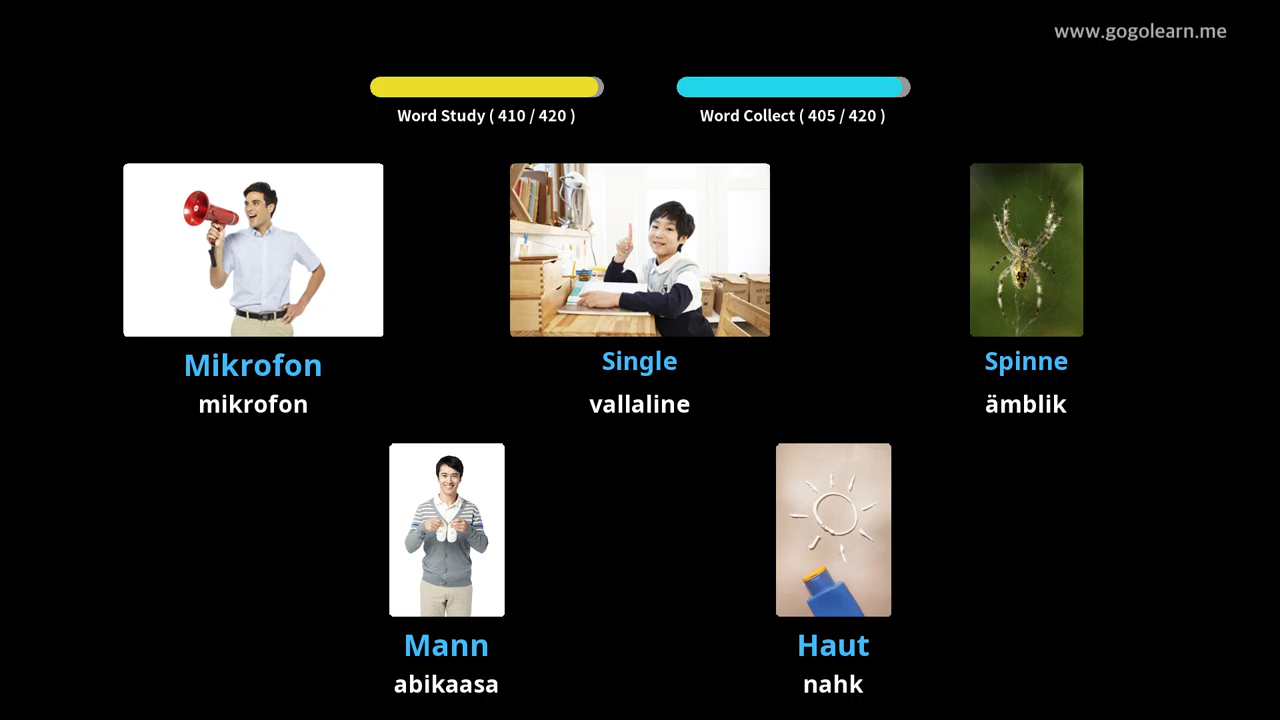 www.gogolearn.me
Word Study ( 410 / 420 )
Word Collect ( 405 / 420 )
Mikrofon
mikrofon
Single
vallaline
Spinne
ämblik
Mann
abikaasa
Haut
nahk